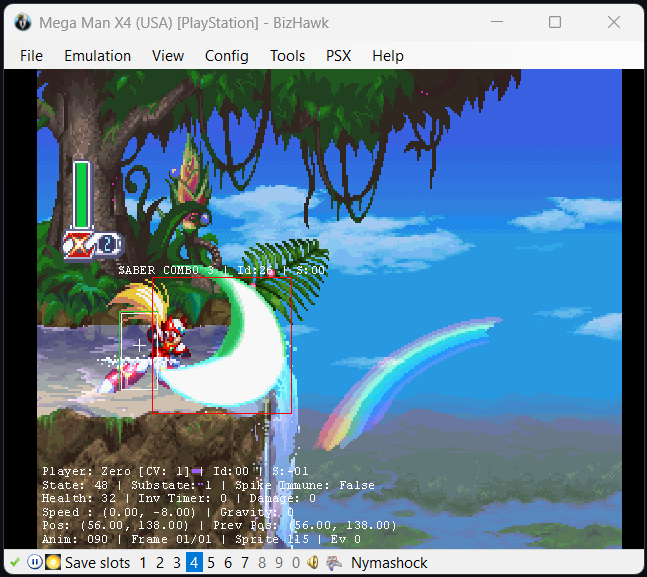 Mega Man X4 (USA) [PlayStation] - BizHawk
File Emulation View Config Tools PSX Help
2
SABER COMBO 3 | Id:26 | S:00
Player: Zero [CV: 1] | Id:00 | S:-01
State: 48 | Substate: 1 | Spike Immune: False
Health: 32 | Inv Timer: 0 | Damage: 0
Speed : (0.00, -8.00) | Gravity: 0
Pos: (56.00, 138.00) | Prev Pos: (56.00, 138.00)
Anim: 090 | Frame 01/01 | Sprite 115 | Ev 0
Save slots 1 2 3 4 5 6 7 8 9 0 Nymashock